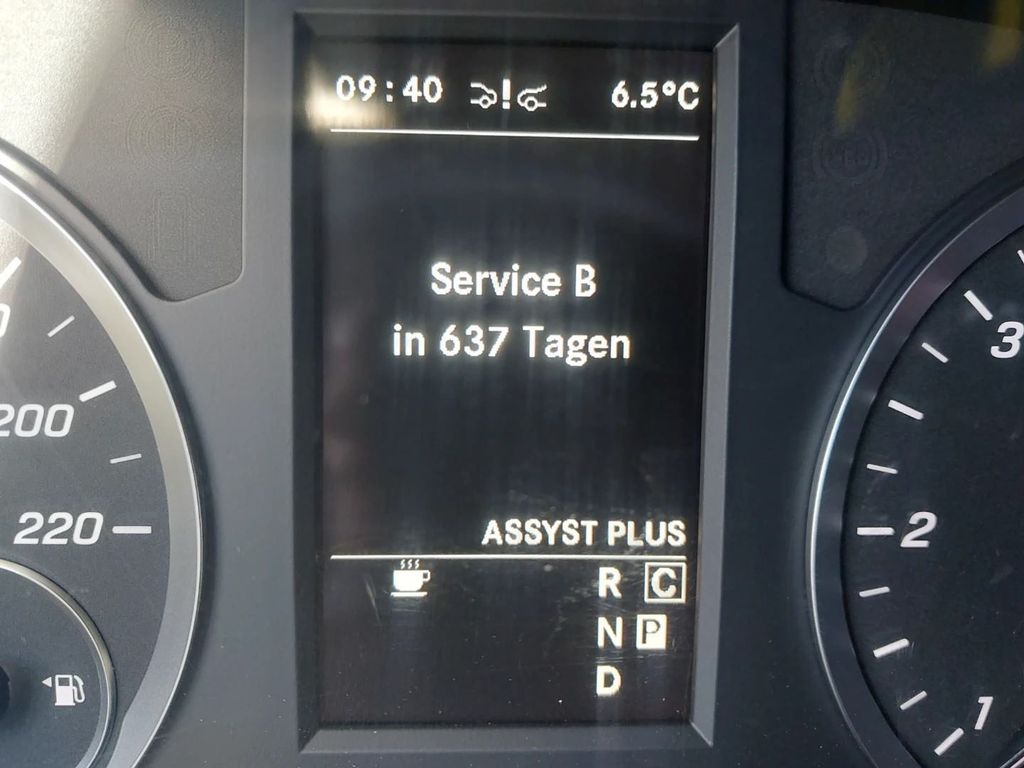 09:40 6.5°C
Service B
in 637 Tagen
ASSYST PLUS
R C
N P
D
200
220
3
2
1